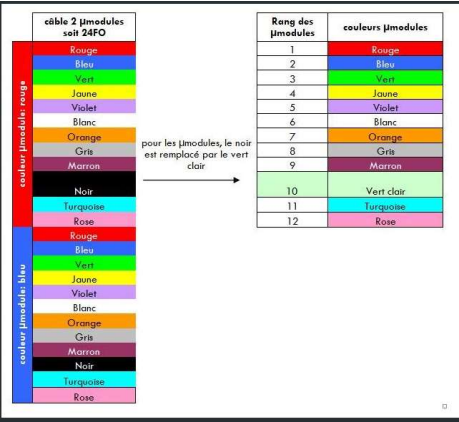 câble 2 µmodules
soit 24FO
couleur µmodule: rouge
Rouge
Bleu
Vert
Jaune
Violet
Blanc
Orange
Gris
Marron
Noir
Turquoise
Rose
couleur µmodule: bleu
Rouge
Bleu
Vert
Jaune
Violet
Blanc
Orange
Gris
Marron
Noir
Turquoise
Rose
pour les µmodules, le noir
est remplacé par le vert
clair
Rang des
µmodules
couleurs µmodules
1 Rouge
2 Bleu
3 Vert
4 Jaune
5 Violet
6 Blanc
7 Orange
8 Gris
9 Marron
10 Vert clair
11 Turquoise
12 Rose